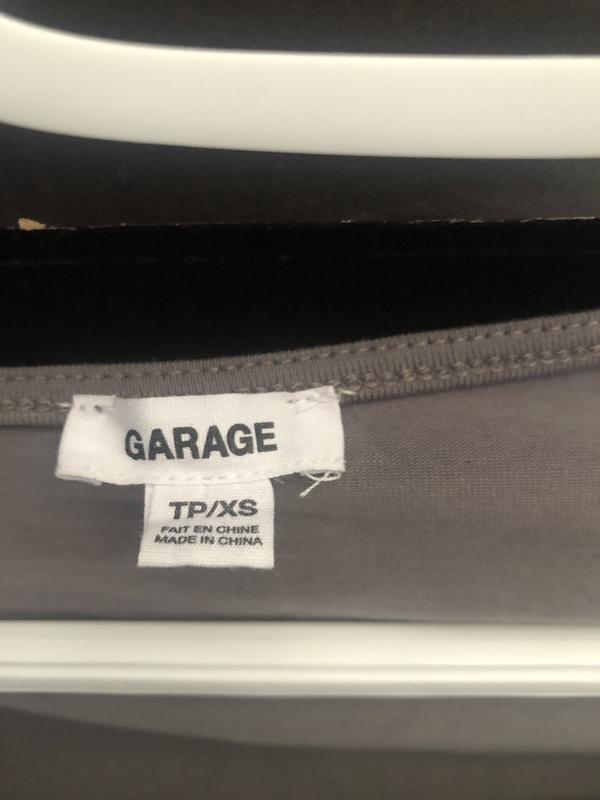 GARAGE
TP/XS
FAIT EN CHINE
MADE IN CHINA